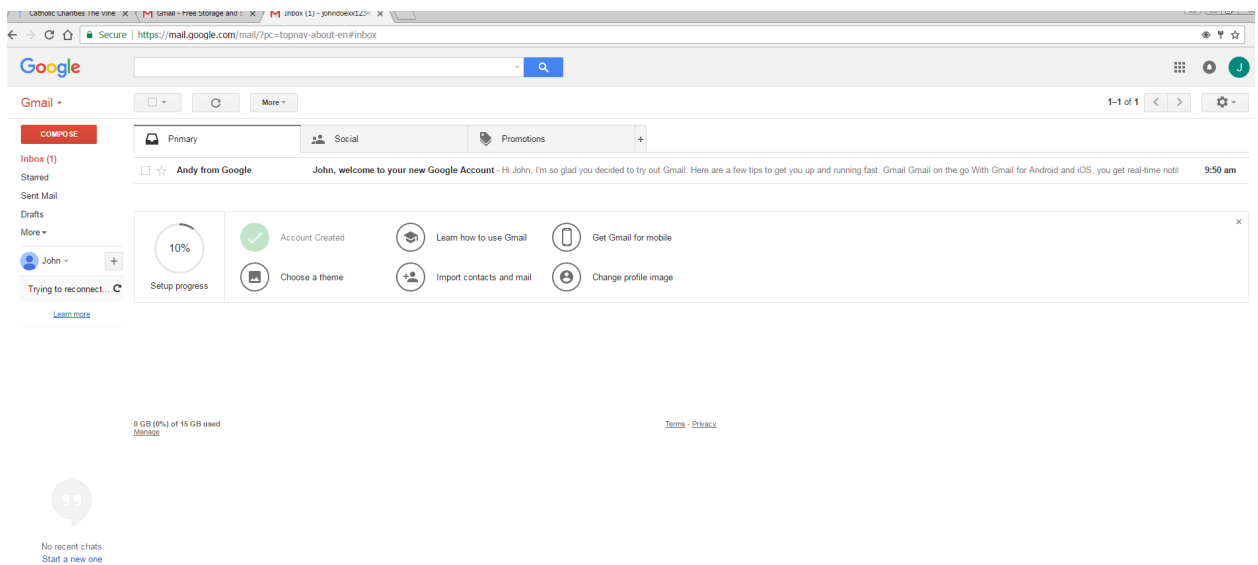 Catholic Charities The Vine
Gmail - Free Storage and E
Inbox (1) - johndoexx1234
Secure https://mail.google.com/mail/?pc=topnav-about-en#inbox
Google
J
Gmail
More
1–1 of 1
COMPOSE
Primary
Social
Promotions
+
Inbox (1)
Starred
Sent Mail
Drafts
More
Andy from Google
John, welcome to your new Google Account - Hi John, I'm so glad you decided to try out Gmail. Here are a few tips to get you up and running fast. Gmail Gmail on the go With Gmail for Android and iOS, you get real-time notif
9:50 am
John
+
Trying to reconnect...
Learn more
10%
Setup progress
Account Created
Learn how to use Gmail
Get Gmail for mobile
Choose a theme
Import contacts and mail
Change profile image
0 GB (0%) of 15 GB used
Manage
Terms - Privacy
No recent chats
Start a new one